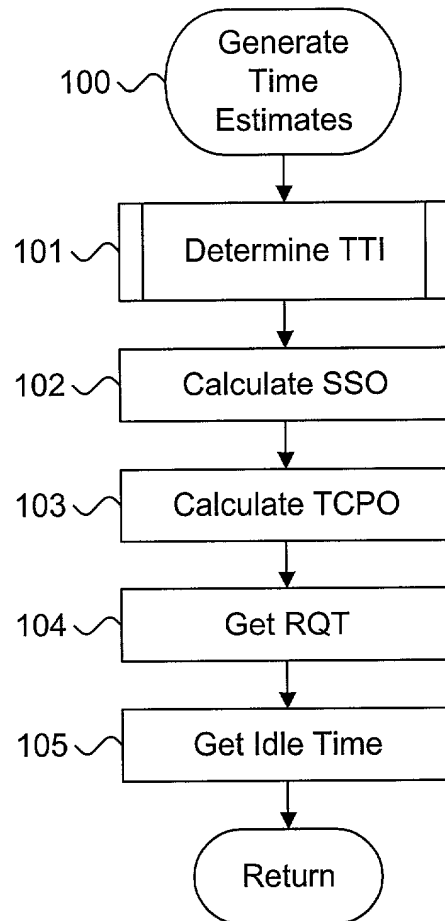 100
Generate
Time
Estimates
101
Determine TTI
102
Calculate SSO
103
Calculate TCPO
104
Get RQT
105
Get Idle Time
Return